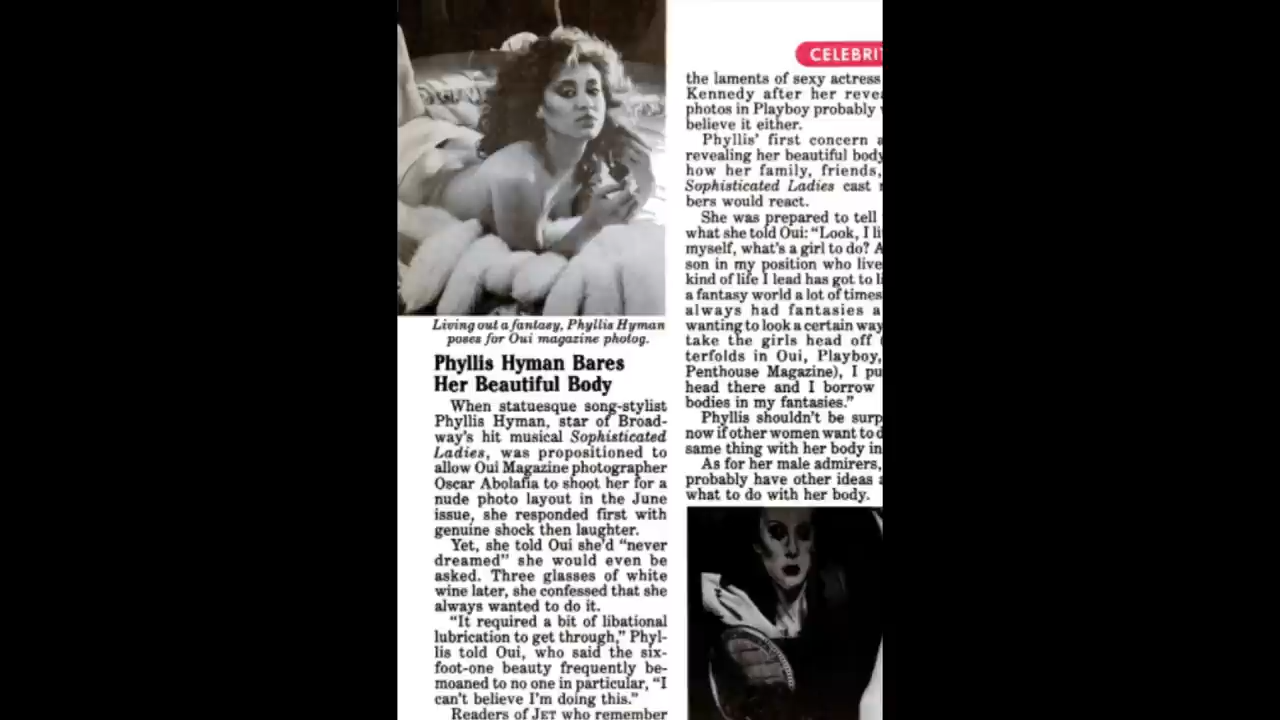 Living out a fantasy, Phyllis Hyman
poses for Oui magazine photog.
Phyllis Hyman Bares
Her Beautiful Body
When statuesque song-stylist
Phyllis Hyman, star of Broad-
way's hit musical Sophisticated
Ladies, was propositioned to
allow Oui Magazine photographer
Oscar Abolafia to shoot her for a
nude photo layout in the June
issue, she responded first with
genuine shock then laughter.
Yet, she told Oui she'd “never
dreamed” she would even be
asked. Three glasses of white
wine later, she confessed that she
always wanted to do it.
“It required a bit of libational
lubrication to get through,” Phyl-
lis told Oui, who said the six-
foot-one beauty frequently be-
moaned to no one in particular, “I
can't believe I'm doing this.”
Readers of JET who remember
CELEBRIT
the laments of sexy actress
Kennedy after her revea
photos in Playboy probably
believe it either.
Phyllis' first concern a
revealing her beautiful body
how her family, friends,
Sophisticated Ladies cast
bers would react.
She was prepared to tell
what she told Oui: “Look, I li
myself, what's a girl to do? A
son in my position who live
kind of life I lead has got to li
a fantasy world a lot of times
always had fantasies a
wanting to look a certain way
take the girls head off
terfolds in Oui, Playboy,
Penthouse Magazine), I pu
head there and I borrow
bodies in my fantasies.”
Phyllis shouldn't be surp
now if other women want to d
same thing with her body in
As for her male admirers,
probably have other ideas a
what to do with her body.